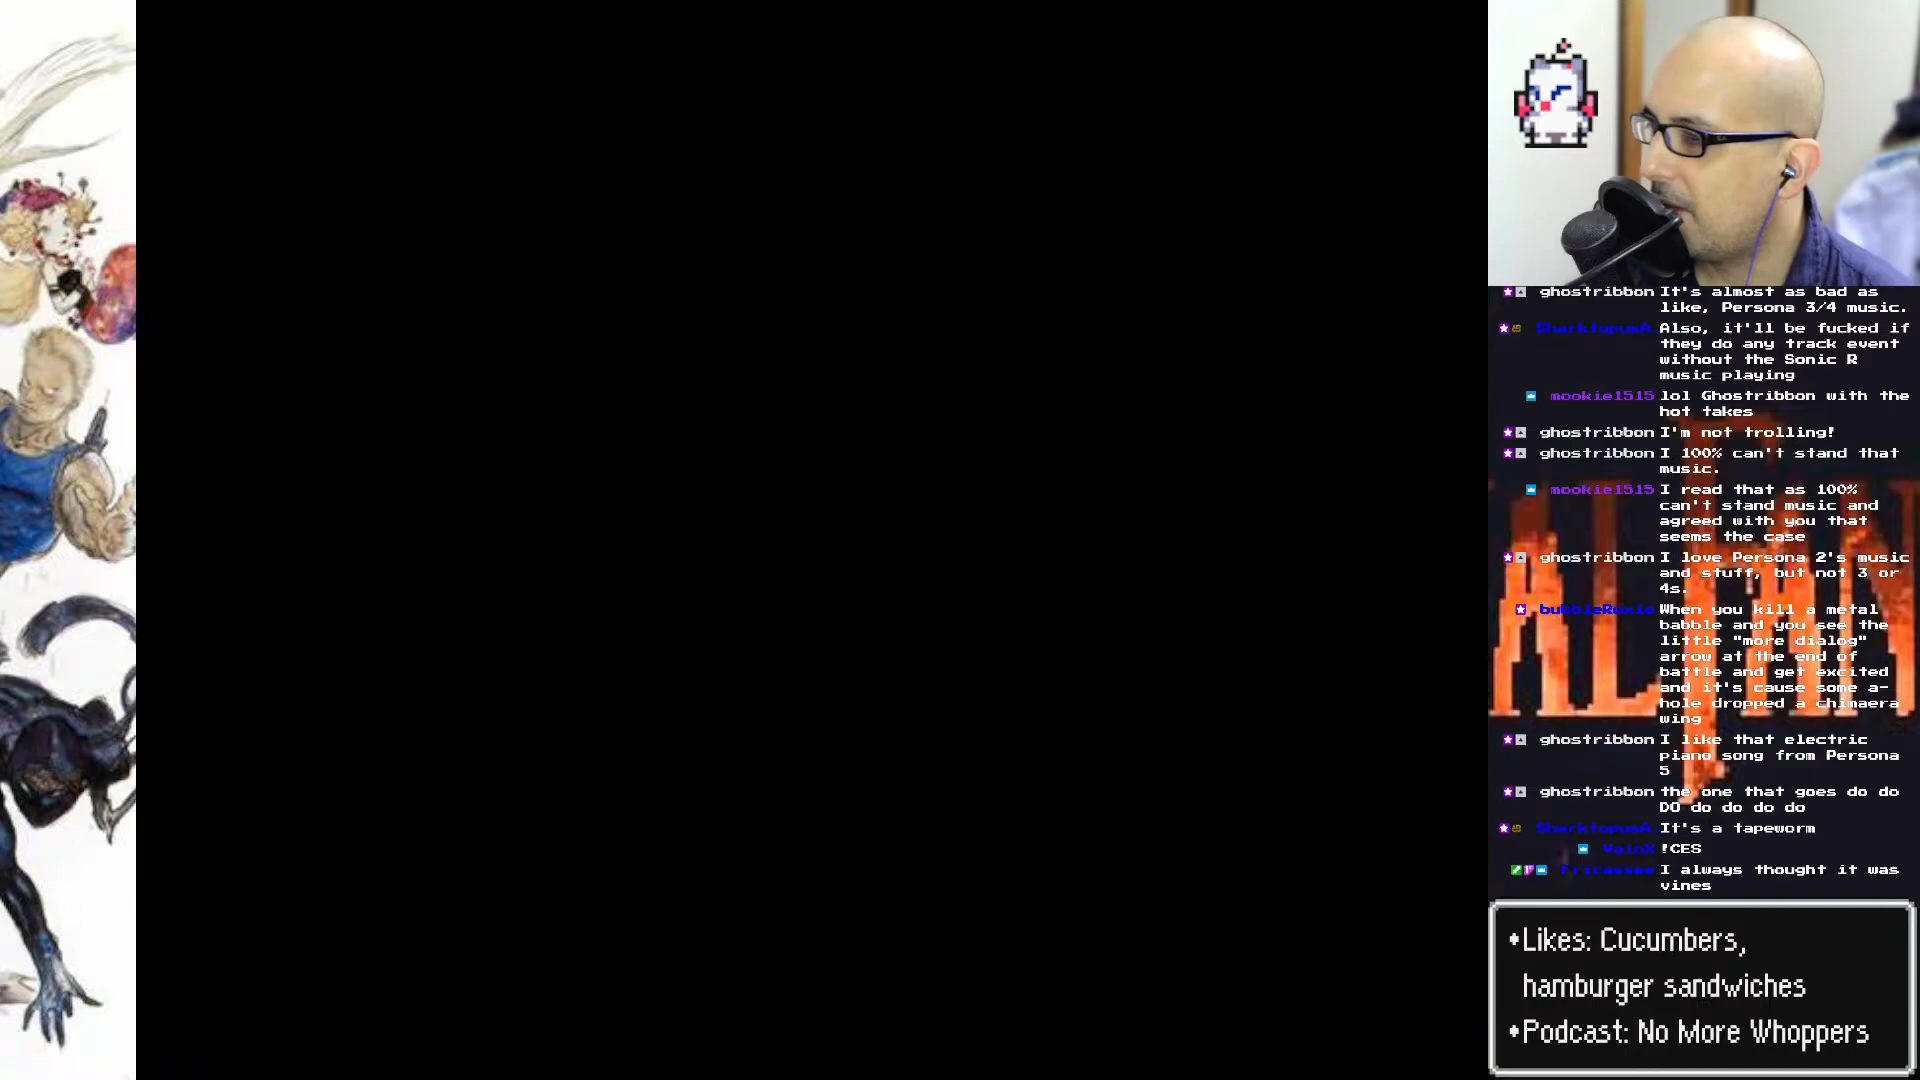 ghostribbon It's almost as bad as
like, Persona 3/4 music.
SharktopusA Also, it'll be fucked if
they do any track event
without the Sonic R
music playing
mookie1515 lol Ghostribbon with the
hot takes
ghostribbon I'm not trolling!
ghostribbon I 100% can't stand that
music.
mookie1515 I read that as 100%
can't stand music and
agreed with you that
seems the case
ghostribbon I love Persona 2's music
and stuff, but not 3 or
4s.
bubbleRoxie When you kill a metal
babble and you see the
little "more dialog"
arrow at the end of
battle and get excited
and it's cause some a-
hole dropped a chimaera
wing
ghostribbon I like that electric
piano song from Persona
5
ghostribbon the one that goes do do
DO do do do do
SharktopusA It's a tapeworm
VainX !CES
I always thought it was
vines
•Likes: Cucumbers,
hamburger sandwiches
•Podcast: No More Whoppers